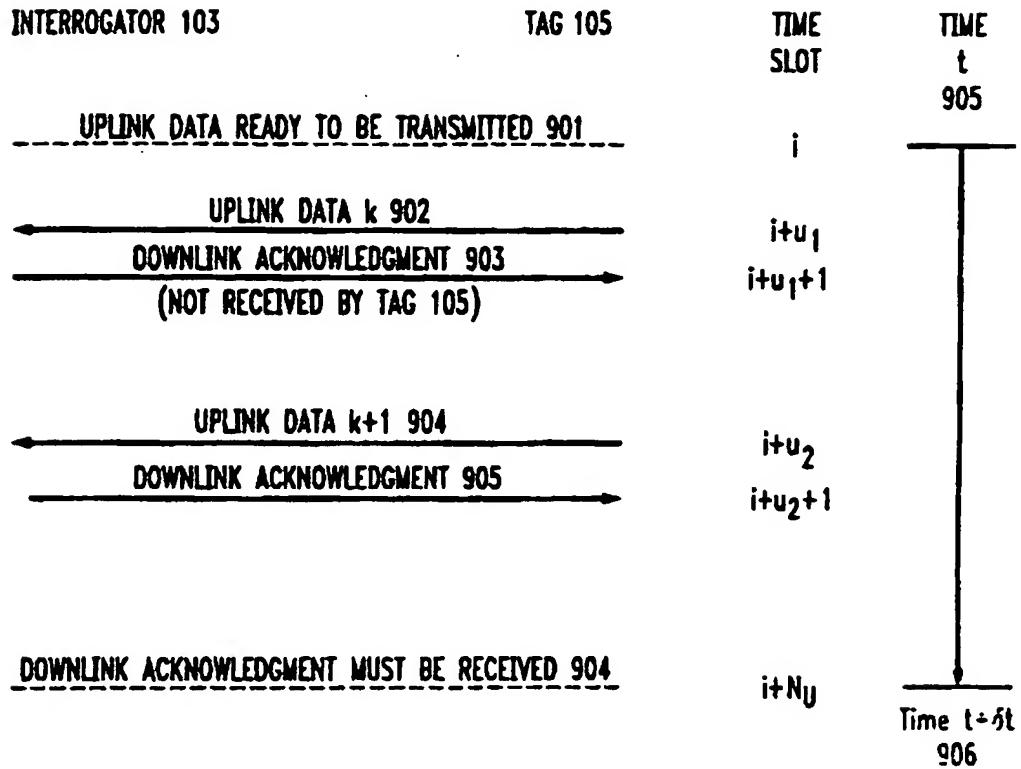 INTERROGATOR 103 TAG 105 TIME SLOT TIME t 905
UPLINK DATA READY TO BE TRANSMITTED 901 i
UPLINK DATA k 902 i+u₁
DOWNLINK ACKNOWLEDGMENT 903 i+u₁+1
(NOT RECEIVED BY TAG 105)
UPLINK DATA k+1 904 i+u₂
DOWNLINK ACKNOWLEDGMENT 905 i+u₂+1
DOWNLINK ACKNOWLEDGMENT MUST BE RECEIVED 904 i+Nᵤ
Time t+δt
906